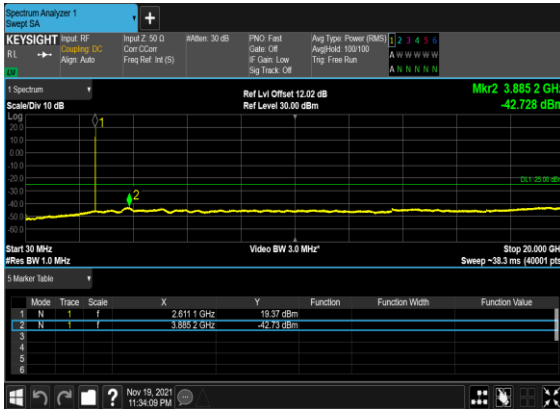 Spectrum Analyzer 1
Swept SA
+
KEYSIGHT Input: RF Input Z: 50 Ω #Atten: 30 dB PNO: Fast Avg Type: Power (RMS) 1 2 3 4 5 6
RL Coupling: DC Corr CCorr Gate: Off Avg|Hold: 100/100 A W W W W W
Align: Auto Freq Ref: Int (S) IF Gain: Low Trig: Free Run
LW Sig Track: Off A N N N N N
1 Spectrum Ref Lvl Offset 12.02 dB Mkr2 3.885 2 GHz
Scale/Div 10 dB Ref Level 30.00 dBm -42.728 dBm
Log
20.0
10.0
0.00
-10.0
-20.0
-30.0
-40.0
-50.0
-60.0
1
2
DL1 -25.00 dBm
Start 30 MHz Video BW 3.0 MHz* Stop 20.000 GHz
#Res BW 1.0 MHz Sweep ~38.3 ms (40001 pts)
5 Marker Table
Mode Trace Scale X Y Function Function Width Function Value
1 N 1 f 2.611 1 GHz 19.37 dBm
2 N 1 f 3.885 2 GHz -42.73 dBm
3
4
5
6
? Nov 19, 2021
11:34:09 PM